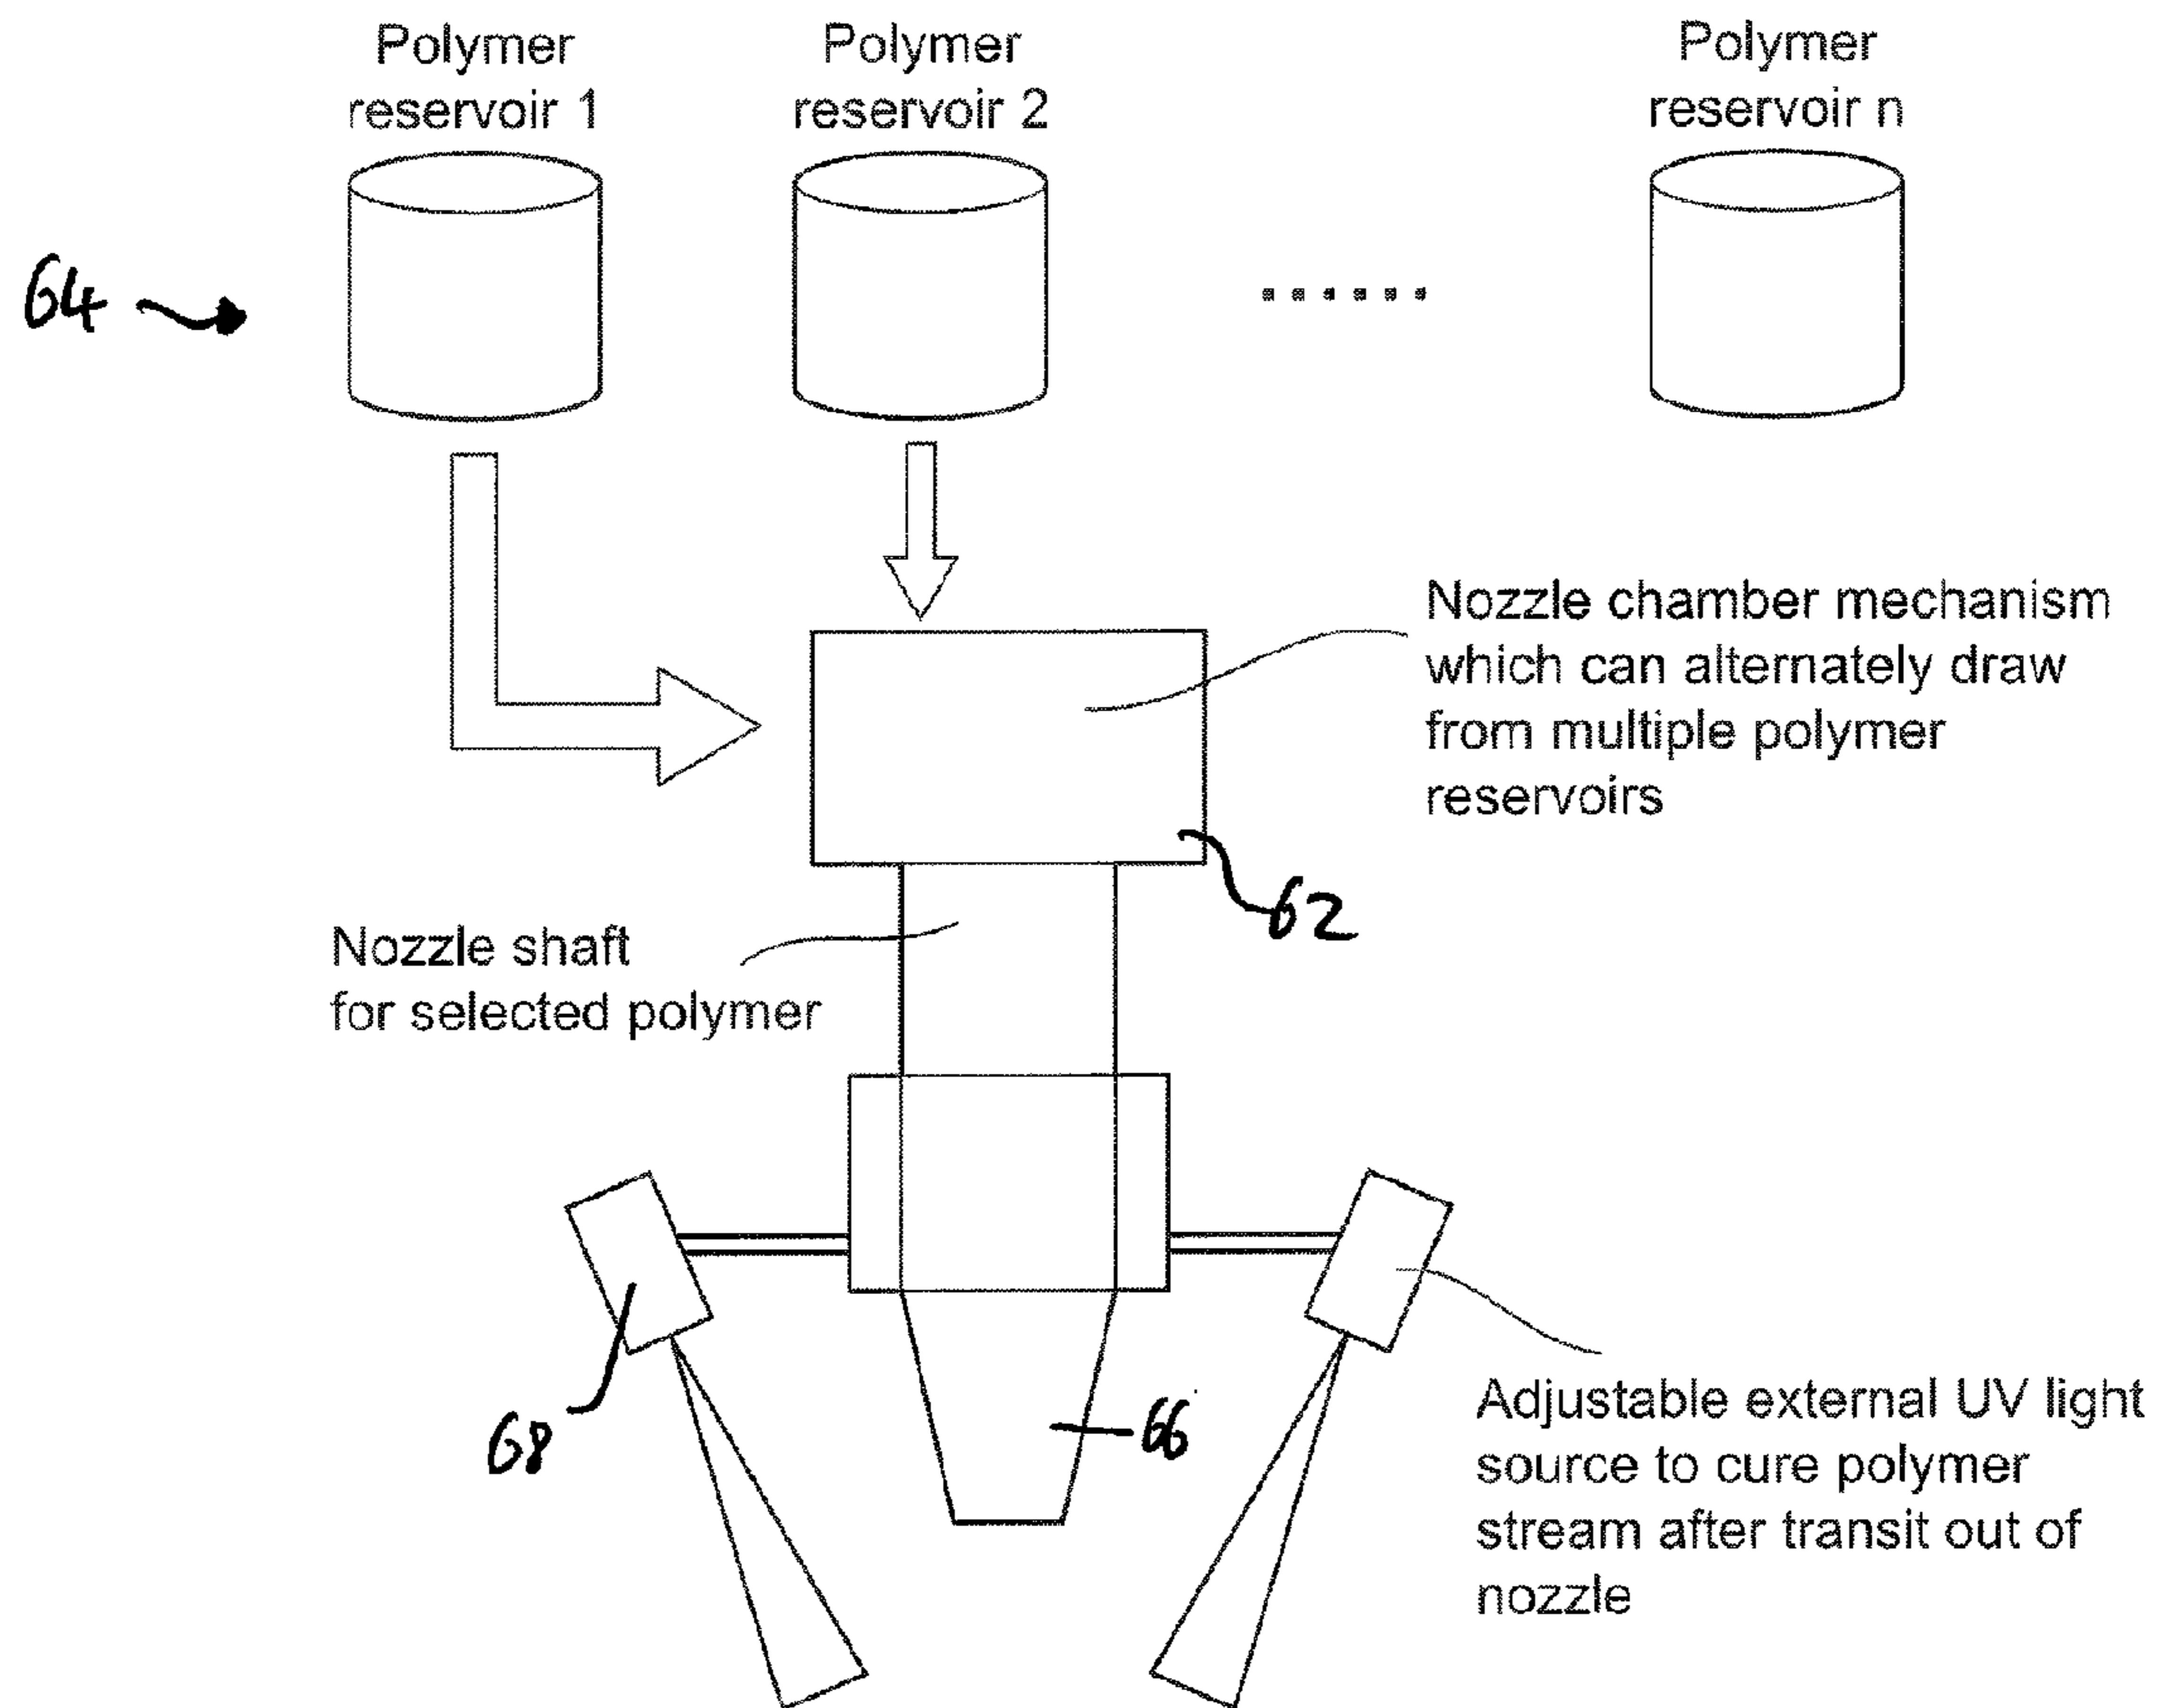 Polymer
reservoir 1
Polymer
reservoir 2
Polymer
reservoir n
64
......
Nozzle chamber mechanism
which can alternately draw
from multiple polymer
reservoirs
62
Nozzle shaft
for selected polymer
68
66
Adjustable external UV light
source to cure polymer
stream after transit out of
nozzle